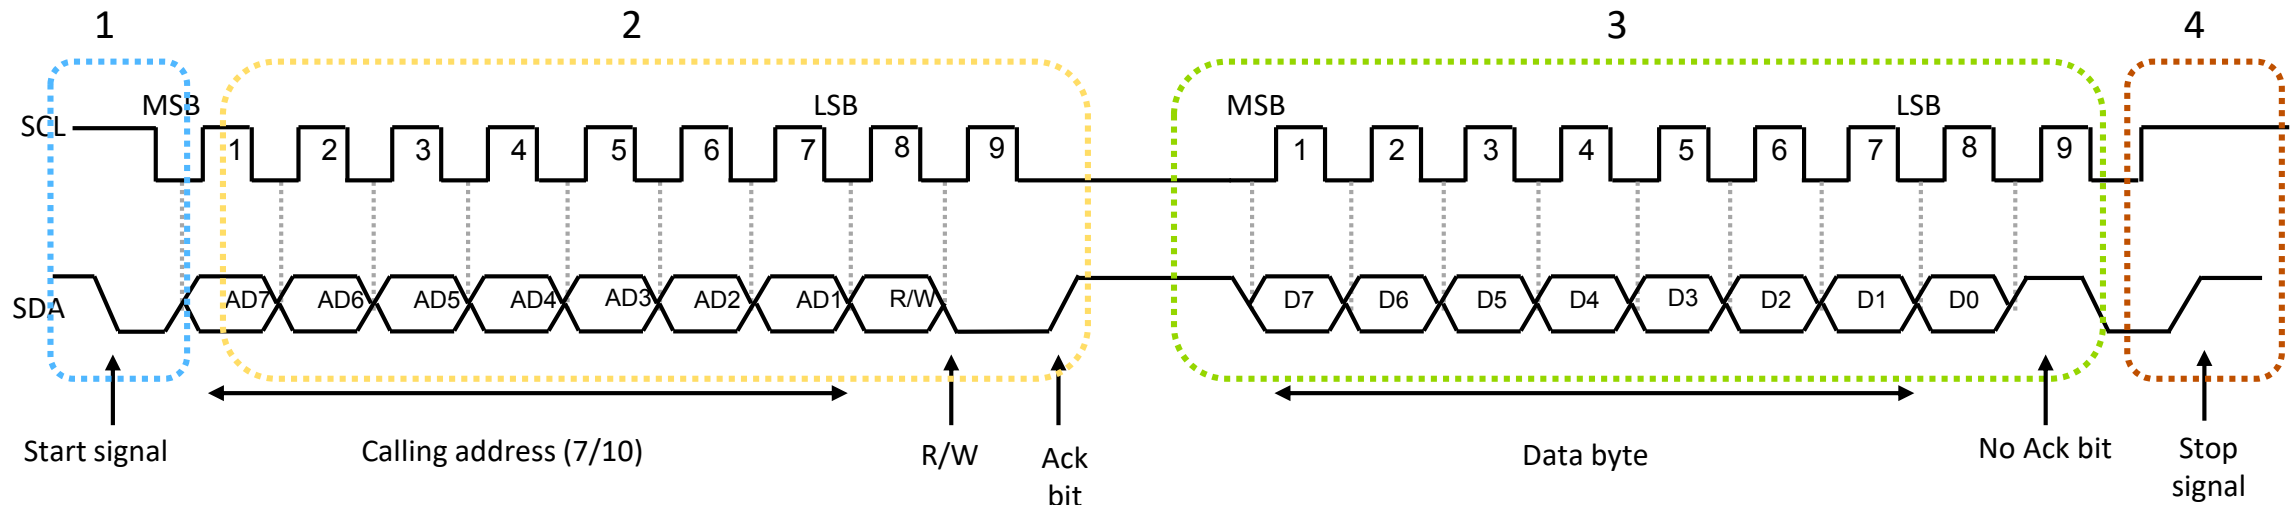 1 2 3 4
MSB LSB MSB LSB
SCL
1 2 3 4 5 6 7 8 9 1 2 3 4 5 6 7 8 9
SDA AD7 AD6 AD5 AD4 AD3 AD2 AD1 R/W D7 D6 D5 D4 D3 D2 D1 D0
Start signal Calling address (7/10) R/W Ack bit Data byte No Ack bit Stop signal